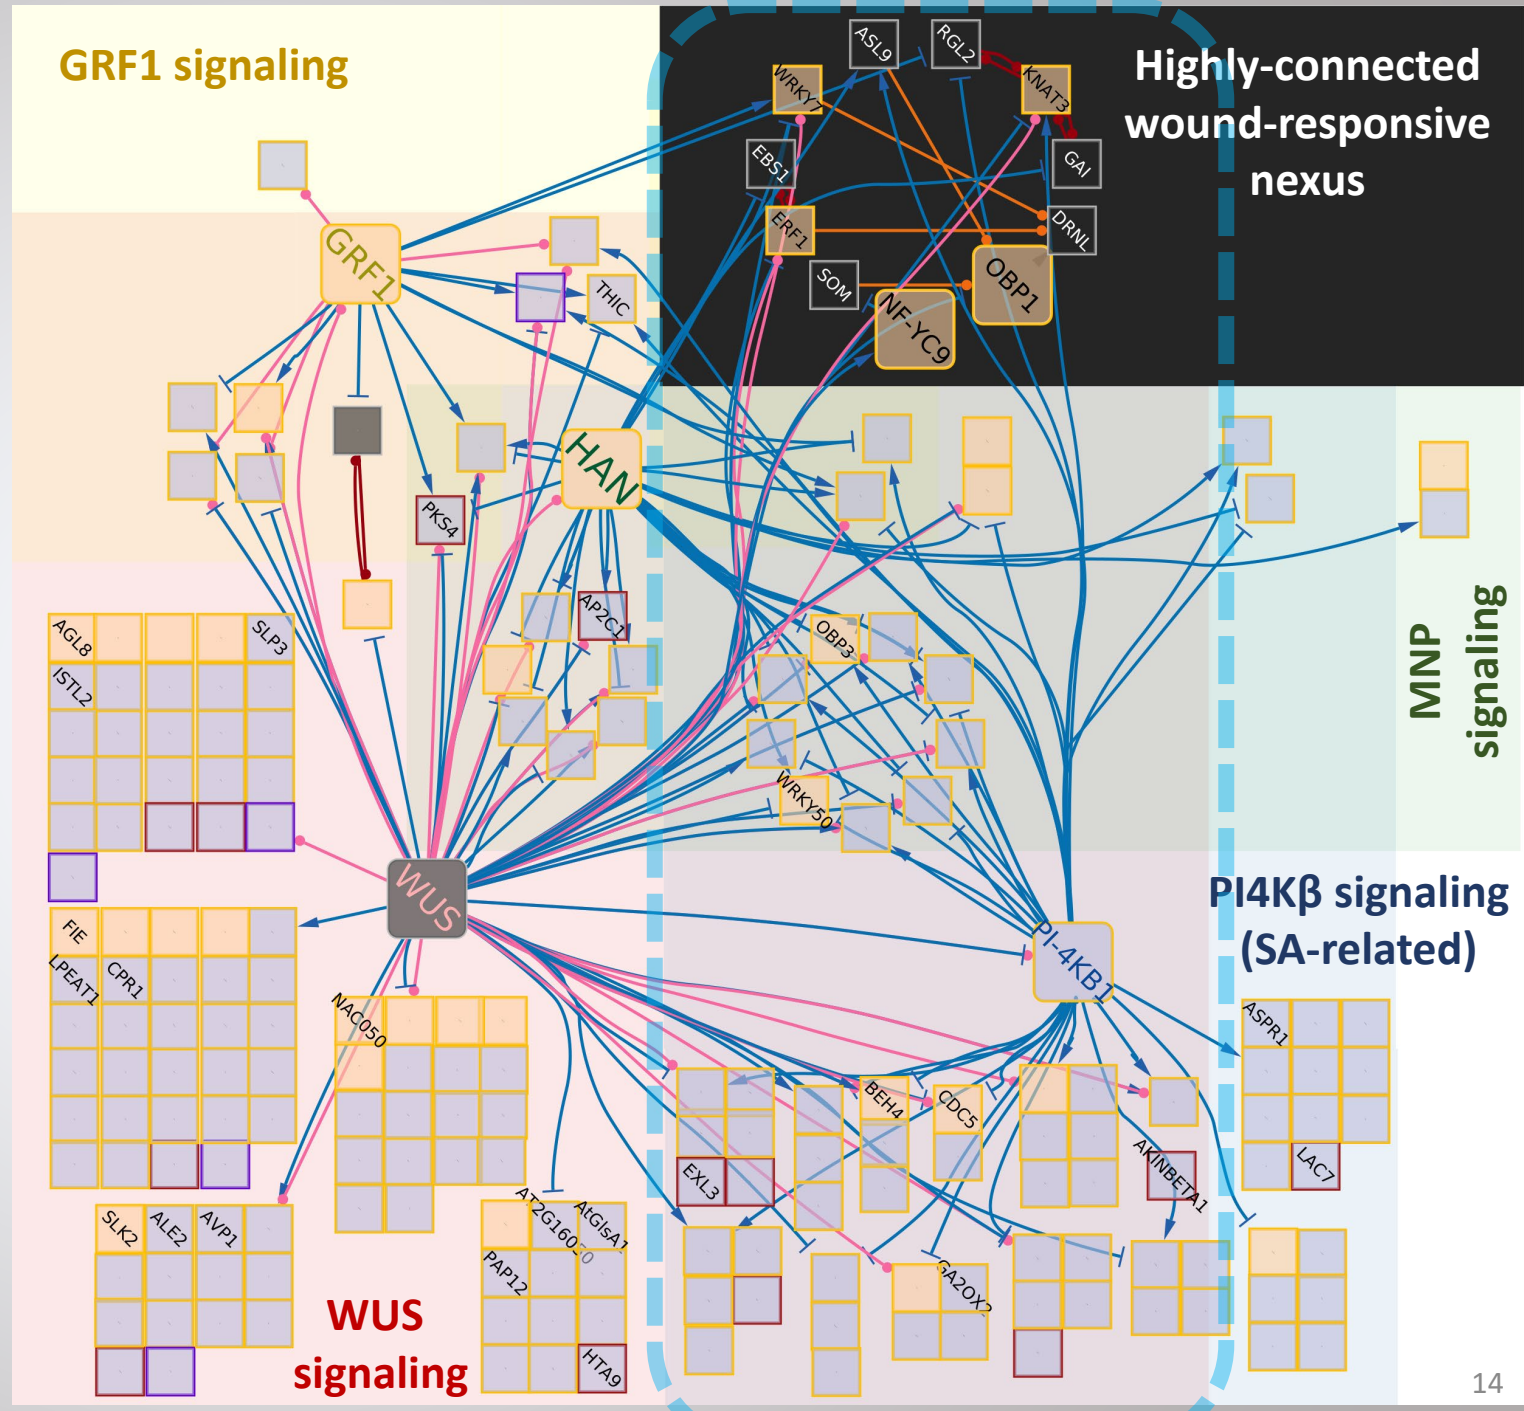 GRF1 signaling
Highly-connected
wound-responsive
nexus
ASL9
RGL2
WRKY7
KNAT3
EBS1
GAI
ERF1
DRNL
SOM
OBP1
NF-YC9
GRF1
THIC
HAN
PKS4
AP2C1
OBP3
WRKY50
MNP
signaling
AGL8
SLP3
ISTL2
WUS
PI-4KB1
PI4Kβ signaling
(SA-related)
FIE
LPEAT1
CPR1
NAC050
ASPR1
LAC7
BEH4
CDC5
EXL3
AKINBETA1
SLK2
ALE2
AVP1
AtGlsA1
PAP12
GA2OX2
HTA9
WUS
signaling
14